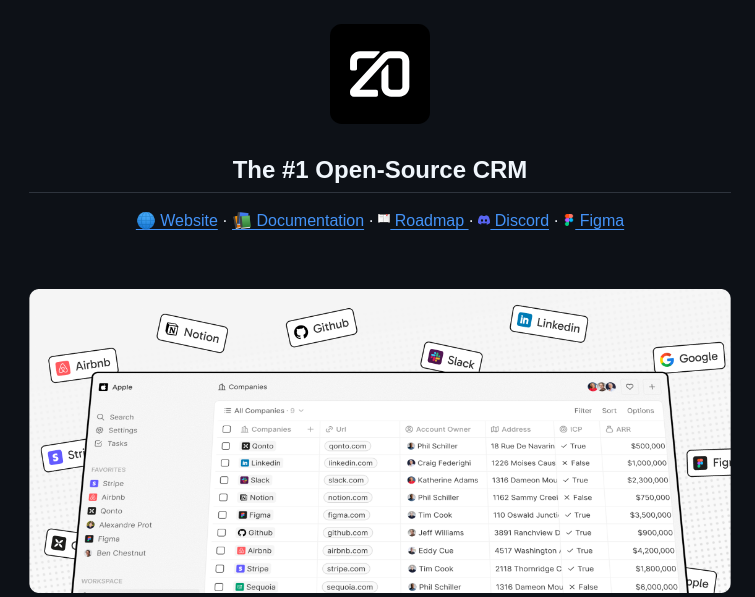 20
The #1 Open-Source CRM
Website · Documentation · Roadmap · Discord · Figma
Notion
Github
Linkedin
Airbnb
Slack
Google
Apple
Companies
Search
Settings
Tasks
All Companies · 9
Filter Sort Options
Companies + Url Account Owner Address ICP ARR
Qonto qonto.com Phil Schiller 18 Rue De Navarin True $500,000
Linkedin linkedin.com Craig Federighi 1226 Moises Caus False $1,000,000
Slack slack.com Katherine Adams 1316 Dameon Mou True $2,300,000
Notion notion.com Phil Schiller 1162 Sammy Creei False $750,000
Figma figma.com Tim Cook 110 Oswald Juncti True $3,500,000
Github github.com Jeff Williams 3891 Ranchview D True $900,000
Airbnb airbnb.com Eddy Cue 4517 Washington True $4,200,000
Stripe stripe.com Tim Cook 2118 Thornridge C True $1,800,000
Sequoia sequoia.com Phil Schiller 1316 Dameon Mou False $6,000,000
FAVORITES
Stripe
Airbnb
Qonto
Alexandre Prot
Figma
Ben Chestnut
WORKSPACE
Stri
Figm
pple